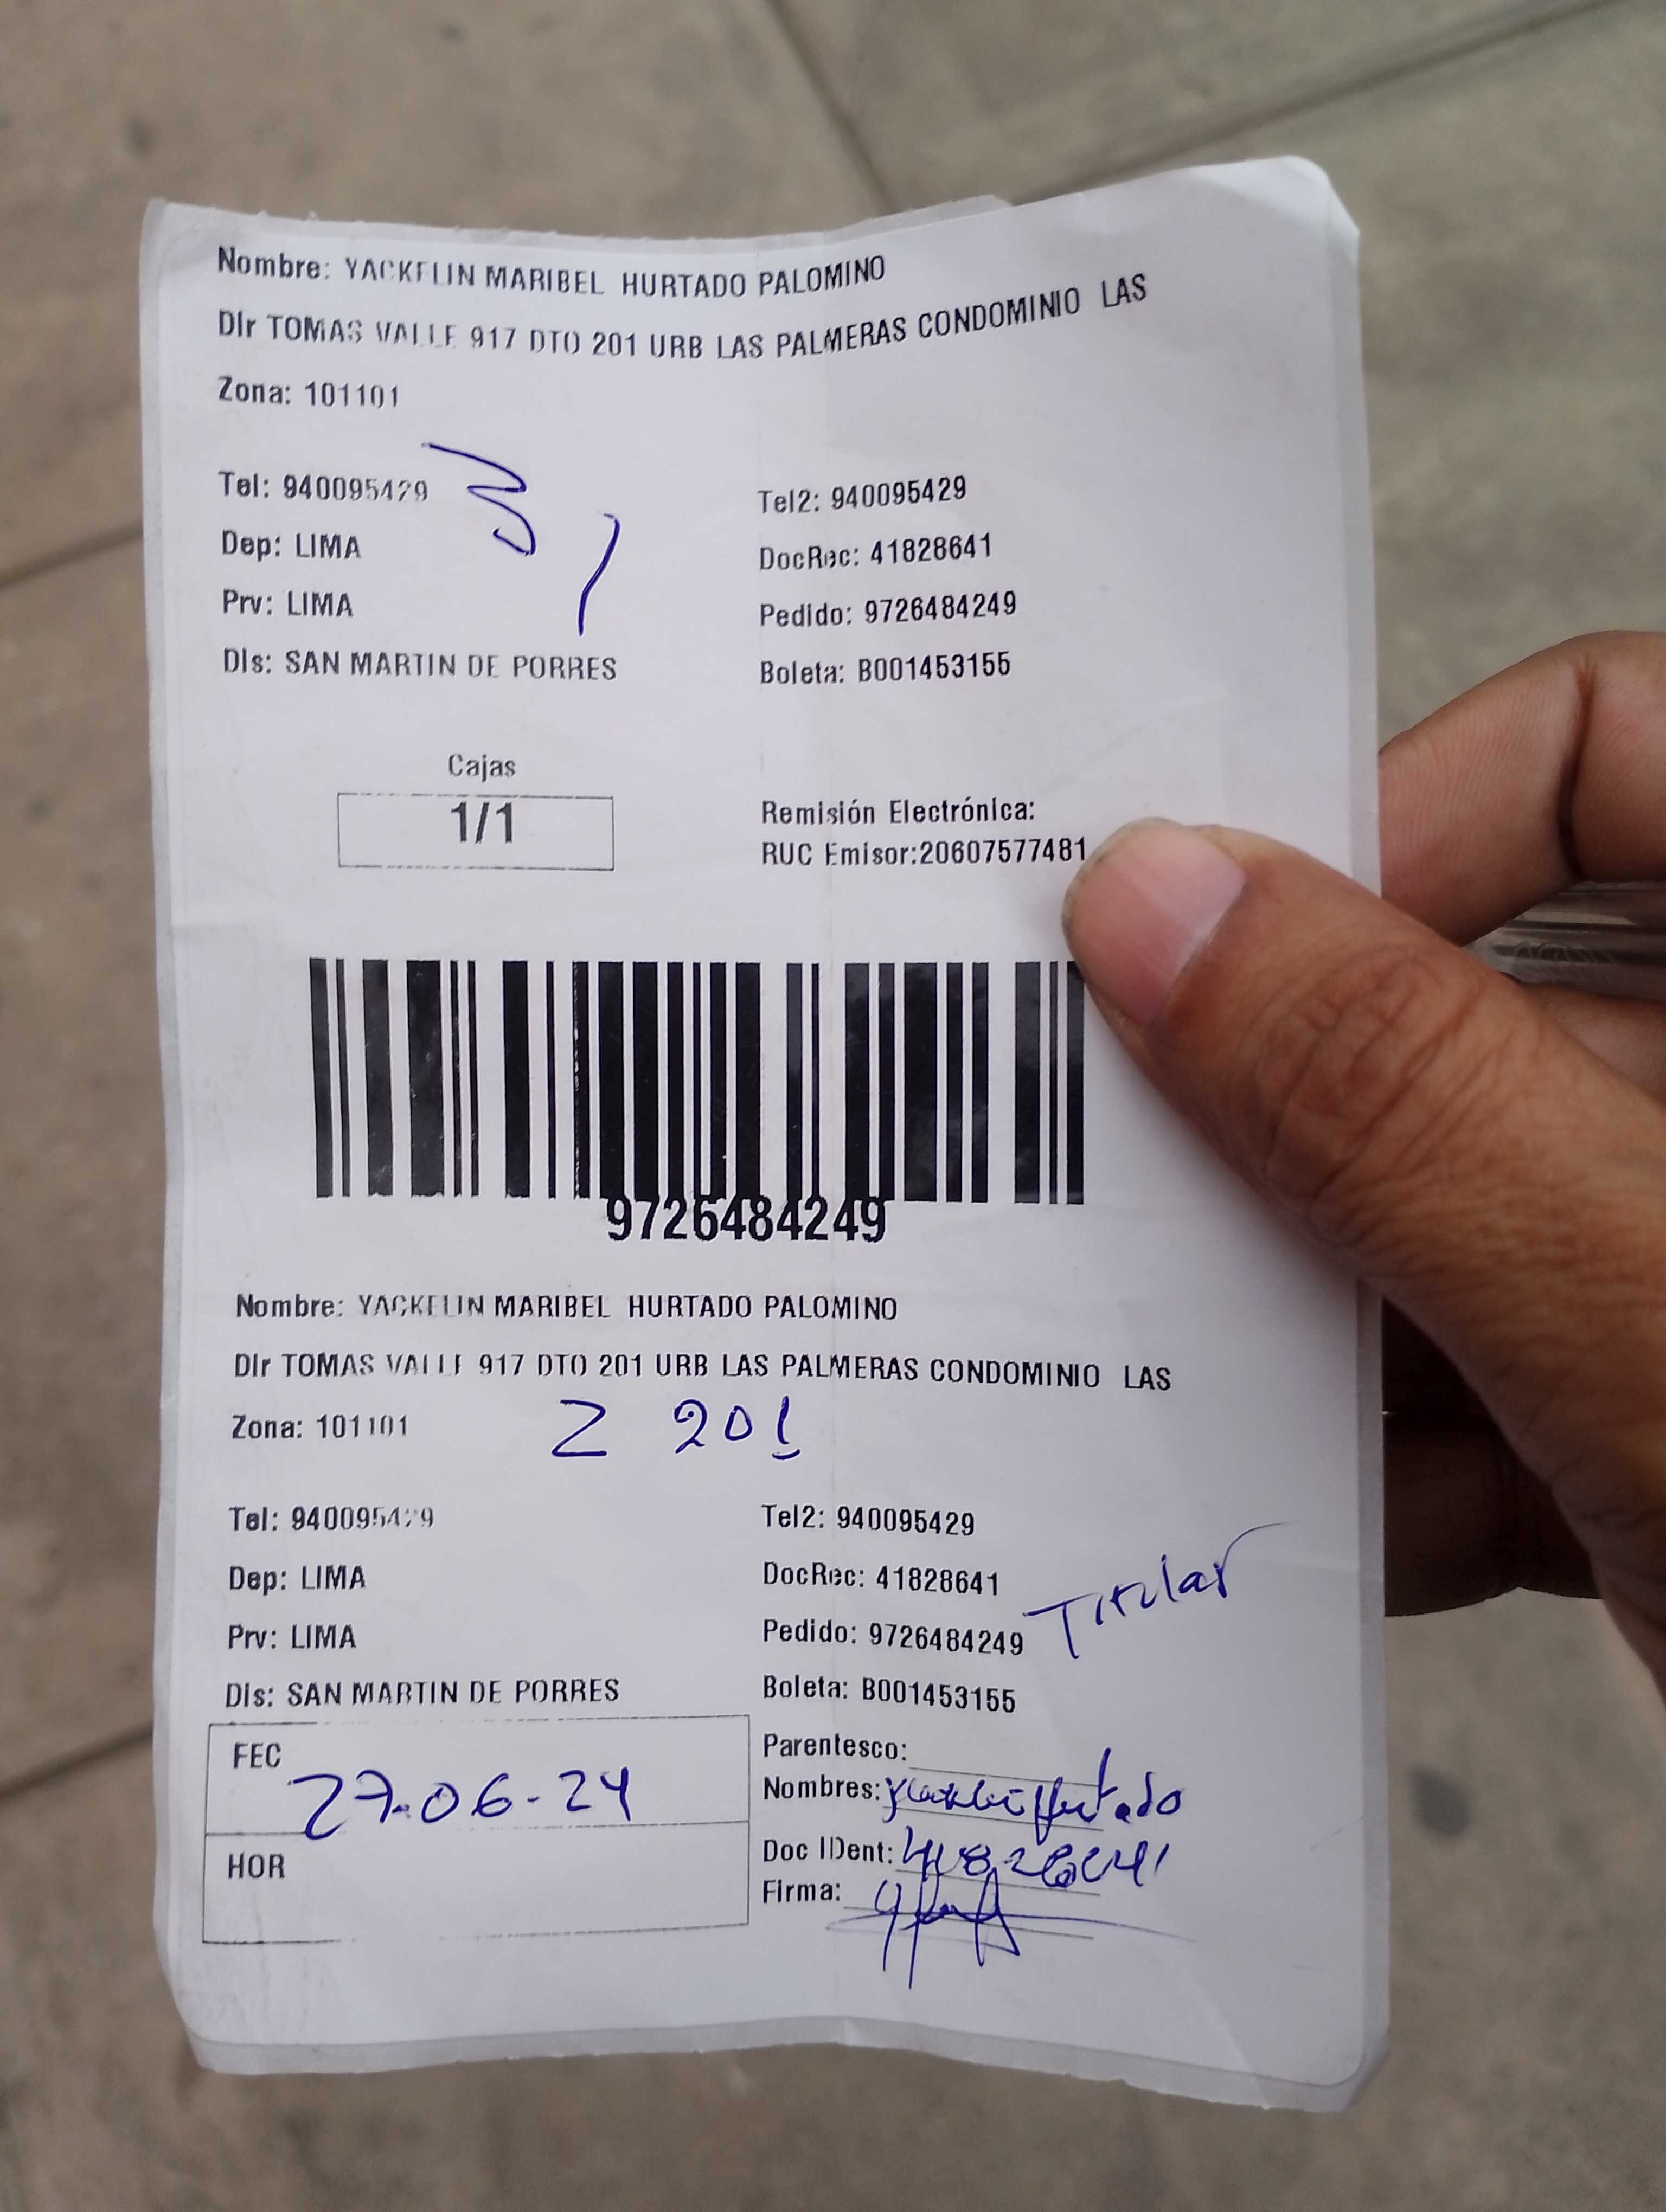 Nombre: YACKELIN MARIBEL HURTADO PALOMINO
DIr TOMAS VALLE 917 DTO 201 URB LAS PALMERAS CONDOMINIO LAS
Zona: 101101
Tel: 940095429 Tel2: 940095429
Dep: LIMA DocRec: 41828641
Prv: LIMA Pedido: 9726484249
DIs: SAN MARTIN DE PORRES Boleta: B001453155
Cajas
1/1
Remisión Electrónica:
RUC Emisor:20607577481
9726484249
Nombre: YACKELIN MARIBEL HURTADO PALOMINO
DIr TOMAS VALLE 917 DTO 201 URB LAS PALMERAS CONDOMINIO LAS
Zona: 101101 Z 201
Tel: 940095429 Tel2: 940095429
Dep: LIMA DocRec: 41828641
Titular
Prv: LIMA Pedido: 9726484249
DIs: SAN MARTIN DE PORRES Boleta: B001453155
FEC 27-06-24
HOR
Parentesco:
Nombres: Hurtado
Doc IDent: 41828641
Firma: